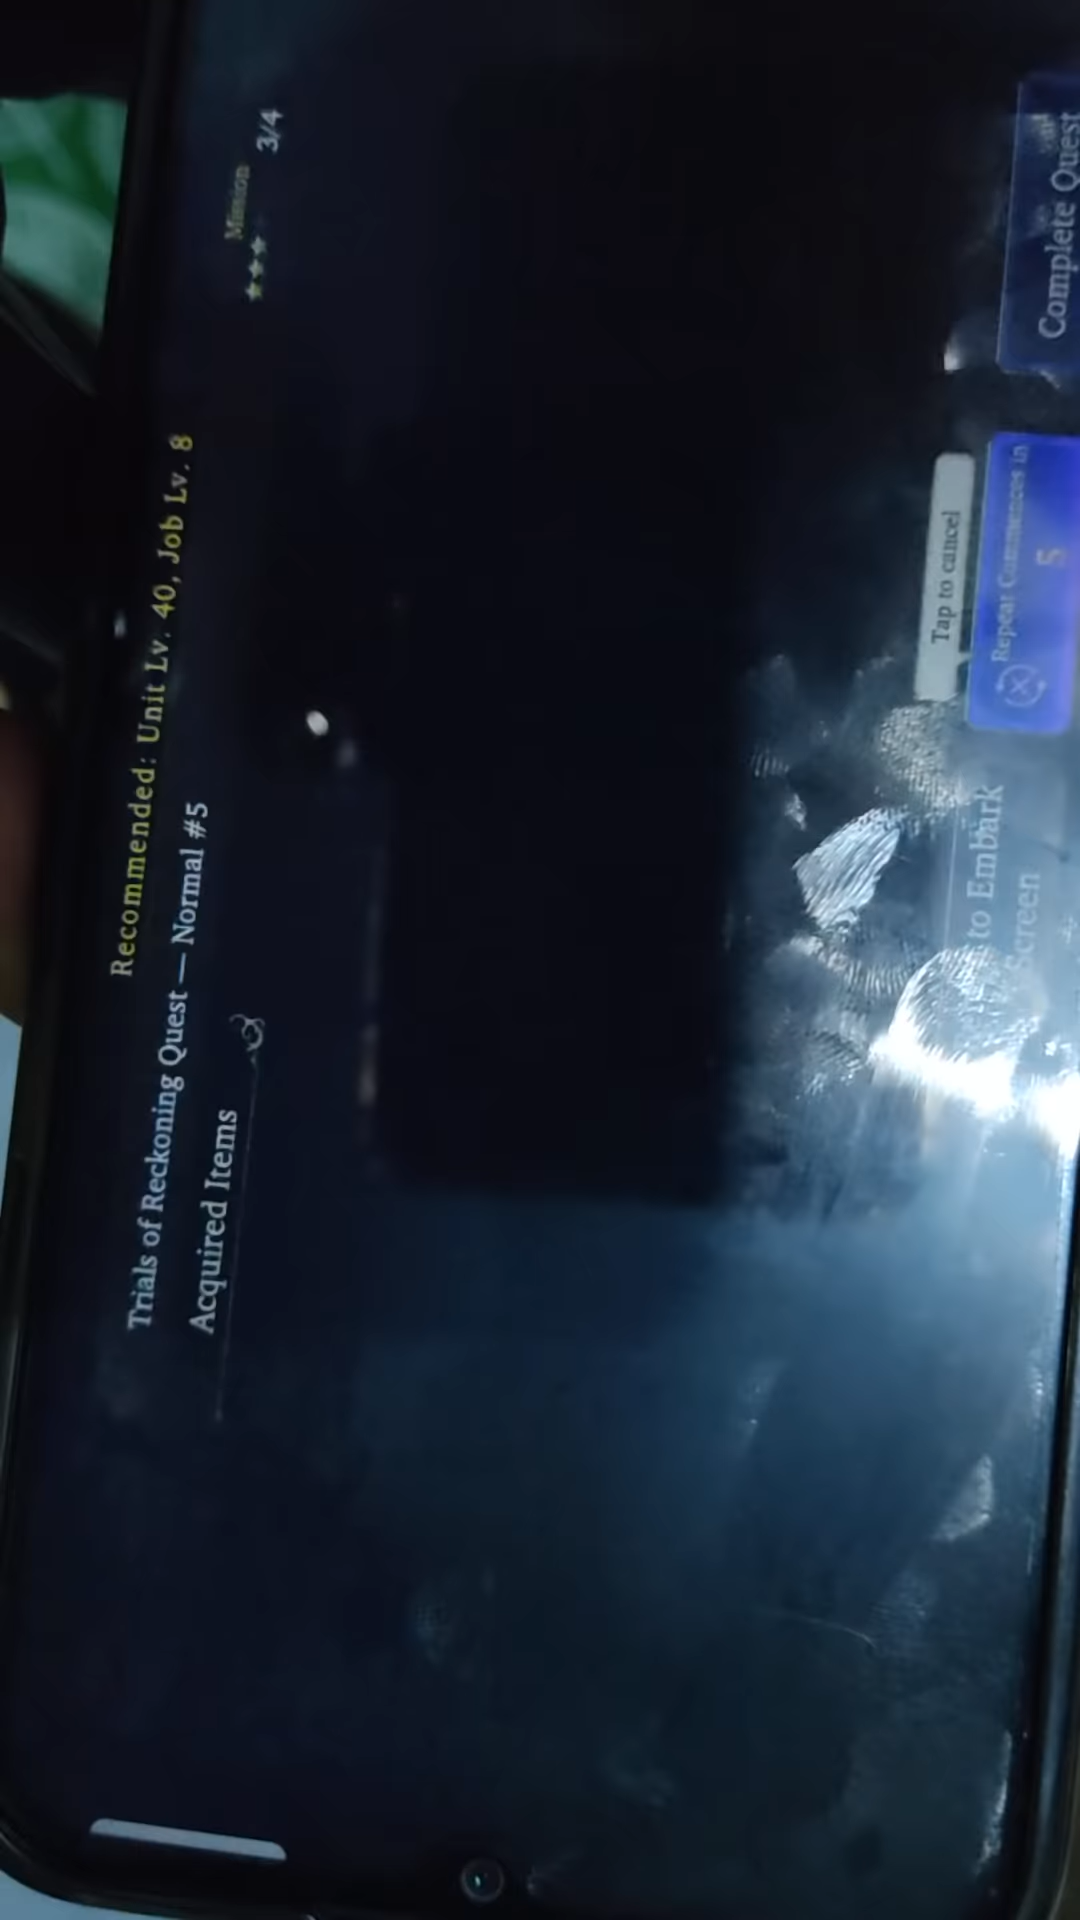 Recommended: Unit Lv. 40, Job Lv. 8
Trials of Reckoning Quest — Normal #5
Mission
3/4
Acquired Items
Tap to cancel
to Embark
Screen
Repeat Commences in
5
Complete Quest